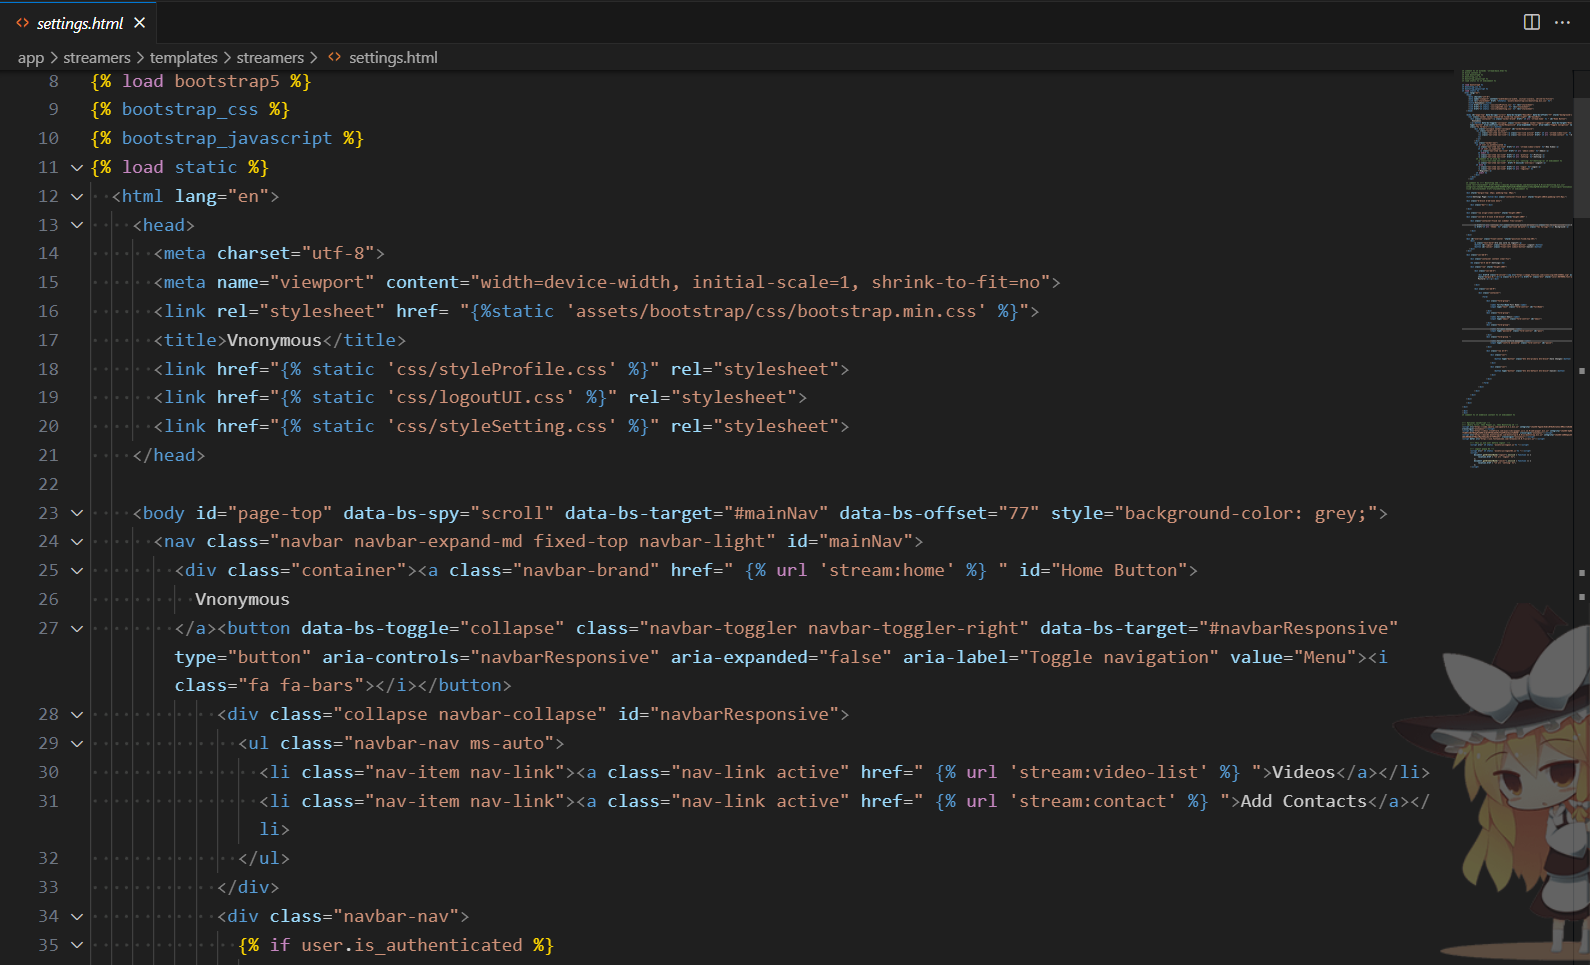 settings.html
app > streamers > templates > streamers > settings.html
8 {% load bootstrap5 %}
9 {% bootstrap_css %}
10 {% bootstrap_javascript %}
11 {% load static %}
12 <html lang="en">
13 <head>
14 <meta charset="utf-8">
15 <meta name="viewport" content="width=device-width, initial-scale=1, shrink-to-fit=no">
16 <link rel="stylesheet" href= "{%static 'assets/bootstrap/css/bootstrap.min.css' %}">
17 <title>Vnonymous</title>
18 <link href="{% static 'css/styleProfile.css' %}" rel="stylesheet">
19 <link href="{% static 'css/logoutUI.css' %}" rel="stylesheet">
20 <link href="{% static 'css/styleSetting.css' %}" rel="stylesheet">
21 </head>
22
23 <body id="page-top" data-bs-spy="scroll" data-bs-target="#mainNav" data-bs-offset="77" style="background-color: grey;">
24 <nav class="navbar navbar-expand-md fixed-top navbar-light" id="mainNav">
25 <div class="container"><a class="navbar-brand" href=" {% url 'stream:home' %} " id="Home Button">
26 Vnonymous
27 </a><button data-bs-toggle="collapse" class="navbar-toggler navbar-toggler-right" data-bs-target="#navbarResponsive"
type="button" aria-controls="navbarResponsive" aria-expanded="false" aria-label="Toggle navigation" value="Menu"><i
class="fa fa-bars"></i></button>
28 <div class="collapse navbar-collapse" id="navbarResponsive">
29 <ul class="navbar-nav ms-auto">
30 <li class="nav-item nav-link"><a class="nav-link active" href=" {% url 'stream:video-list' %} ">Videos</a></li>
31 <li class="nav-item nav-link"><a class="nav-link active" href=" {% url 'stream:contact' %} ">Add Contacts</a></
li>
32 </ul>
33 </div>
34 <div class="navbar-nav">
35 {% if user.is_authenticated %}